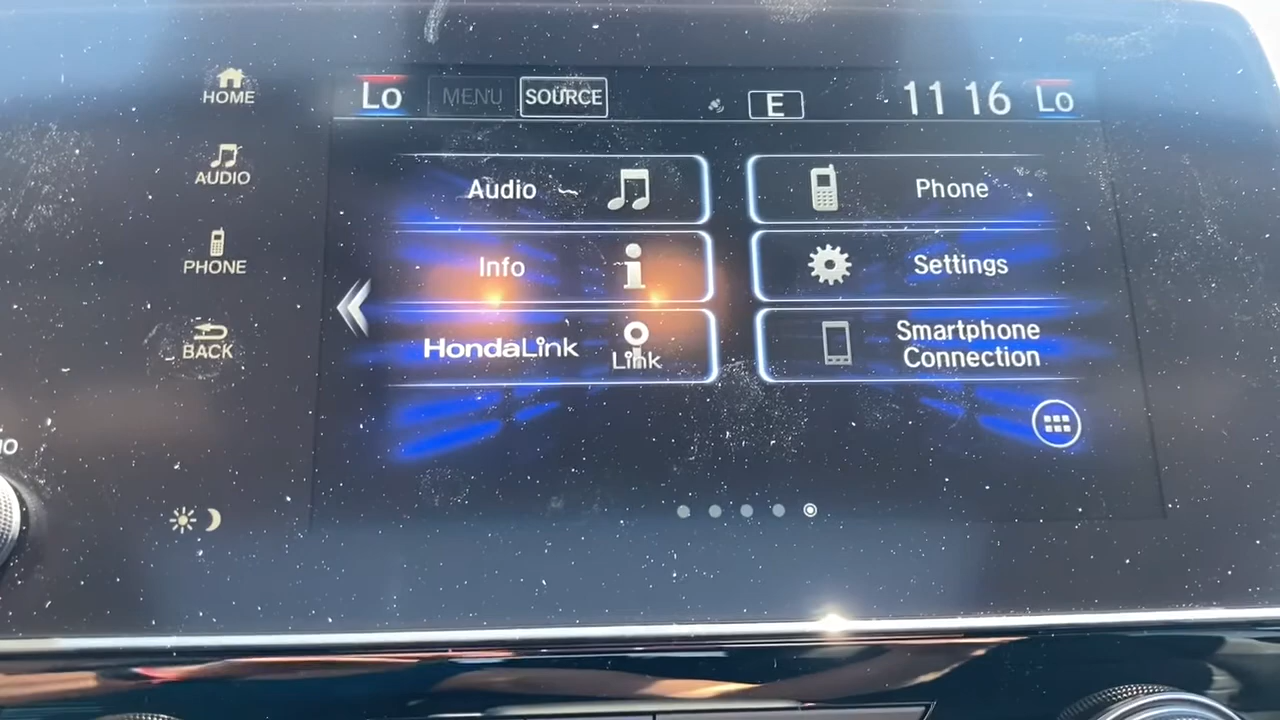 HOME
Lo MENU SOURCE E 11 16 Lo
AUDIO
Audio Phone
PHONE
Info Settings
BACK
HondaLink Link Smartphone
Connection